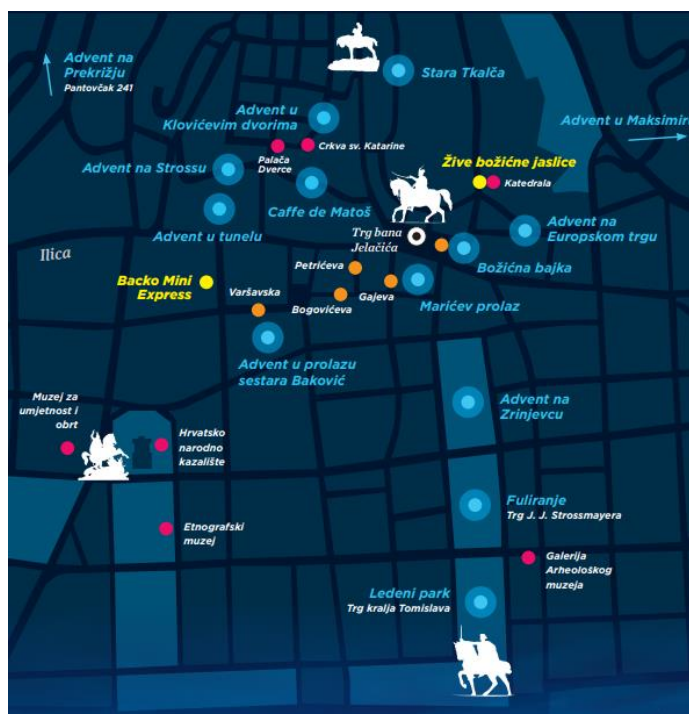 Advent na
Prekrižju
Pantovčak 241
Stara Tkalča
Advent u
Klovićevim dvorima
Advent u Maksimiru
Palača
Dverce
Crkva sv. Katarine
Advent na Strossu
Žive božićne jaslice
Katedrala
Caffe de Matoš
Advent u tunelu
Trg bana
Jelačića
Advent na
Europskom trgu
Ilica
Božićna bajka
Backo Mini
Express
Petrićeva
Varšavska
Bogovićeva
Gajeva
Marićev prolaz
Advent u prolazu
sestara Baković
Advent na
Zrinjevcu
Muzej za
umjetnost i
obrt
Hrvatsko
narodno
kazalište
Fuliranje
Trg J. J. Strossmayera
Etnografski
muzej
Galerija
Arheološkog
muzeja
Ledeni park
Trg kralja Tomislava